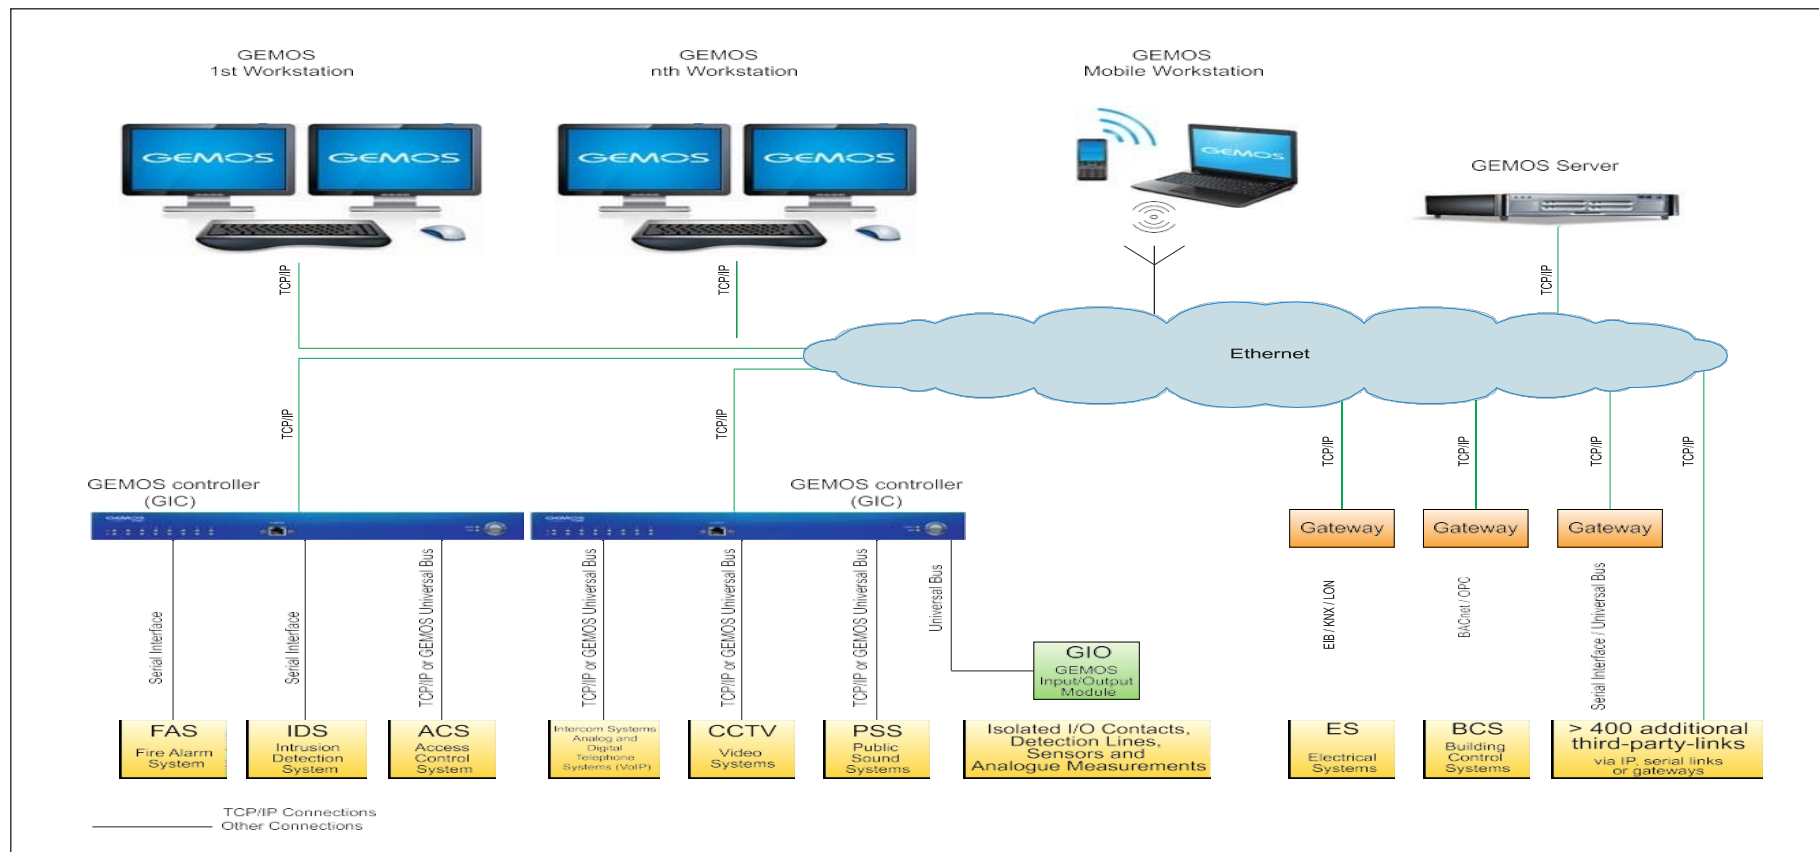 GEMOS
1st Workstation
GEMOS
nth Workstation
GEMOS
Mobile Workstation
GEMOS Server
GEMOS
GEMOS
GEMOS
GEMOS
GEMOS
TCP/IP
TCP/IP
TCP/IP
Ethernet
TCP/IP
TCP/IP
TCP/IP
TCP/IP
TCP/IP
TCP/IP
GEMOS controller
(GIC)
GEMOS controller
(GIC)
GEMOS
GEMOS
Gateway
Gateway
Gateway
Serial Interface
Serial Interface
TCP/IP or GEMOS Universal Bus
TCP/IP or GEMOS Universal Bus
TCP/IP or GEMOS Universal Bus
TCP/IP or GEMOS Universal Bus
Universal Bus
EIB / KNX / LON
BACnet / OPC
Serial Interface / Universal Bus
GIO
GEMOS
Input/Output
Module
FAS
Fire Alarm
System
IDS
Intrusion
Detection
System
ACS
Access
Control
System
Intercom Systems
Analog and
Digital
Telephone
Systems (VoIP)
CCTV
Video
Systems
PSS
Public
Sound
Systems
Isolated I/O Contacts,
Detection Lines,
Sensors and
Analogue Measurements
ES
Electrical
Systems
BCS
Building
Control
Systems
> 400 additional
third-party-links
via IP, serial links
or gateways
TCP/IP Connections
Other Connections